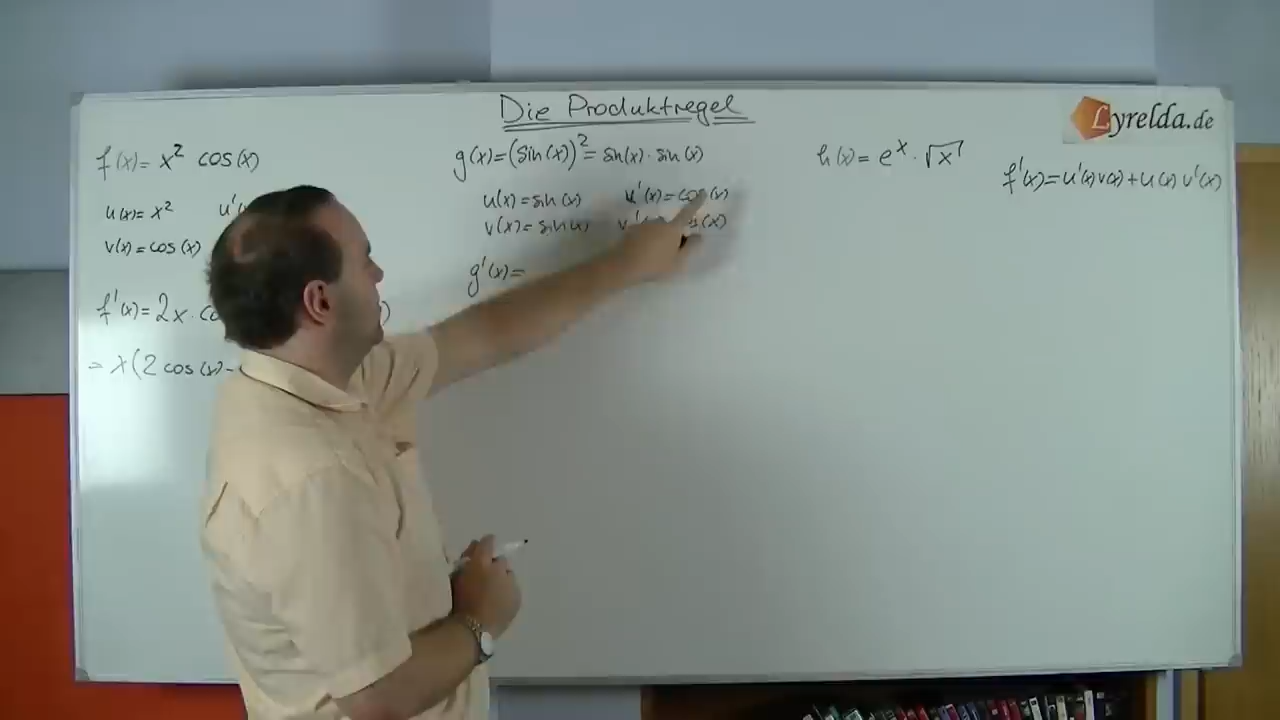 Die Produktregel
Lyrelda.de
f(x) = x² cos(x)
u(x) = x² u'(
v(x) = cos(x)
f'(x) = 2x · co )
= x(2 cos(x) -
g(x) = (sin(x))² = sin(x) · sin(x)
u(x) = sin(x) u'(x) = cos(x)
v(x) = sin(x) v' (x)
g'(x) =
h(x) = eˣ · √x
f'(x) = u'(x) v(x) + u(x) v'(x)